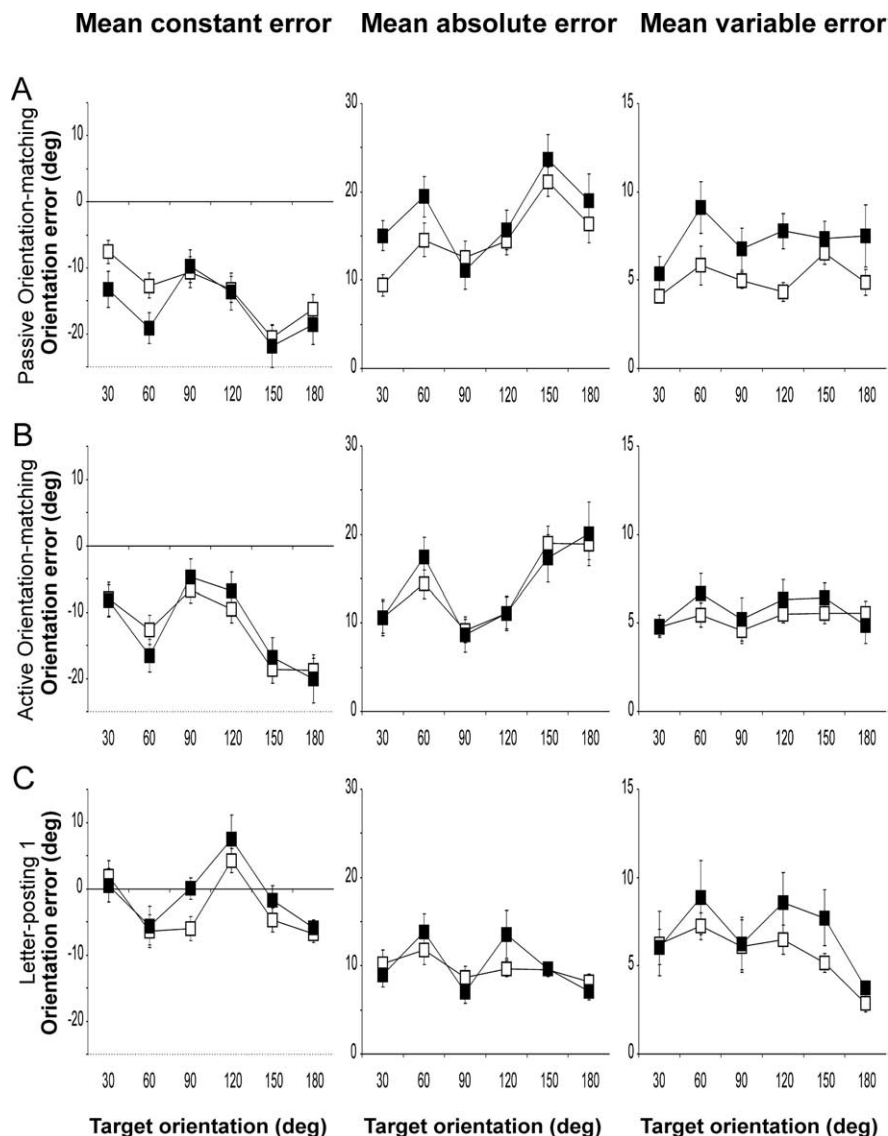 Mean constant error Mean absolute error Mean variable error
A
Passive Orientation-matching
Orientation error (deg)
10
0
-10
-20
30 60 90 120 150 180
30
20
10
0
30 60 90 120 150 180
15
10
5
0
30 60 90 120 150 180
B
Active Orientation-matching
Orientation error (deg)
10
0
-10
-20
30 60 90 120 150 180
30
20
10
0
30 60 90 120 150 180
15
10
5
0
30 60 90 120 150 180
C
Letter-posting 1
Orientation error (deg)
10
0
-10
-20
30 60 90 120 150 180
30
20
10
0
30 60 90 120 150 180
15
10
5
0
30 60 90 120 150 180
Target orientation (deg) Target orientation (deg) Target orientation (deg)